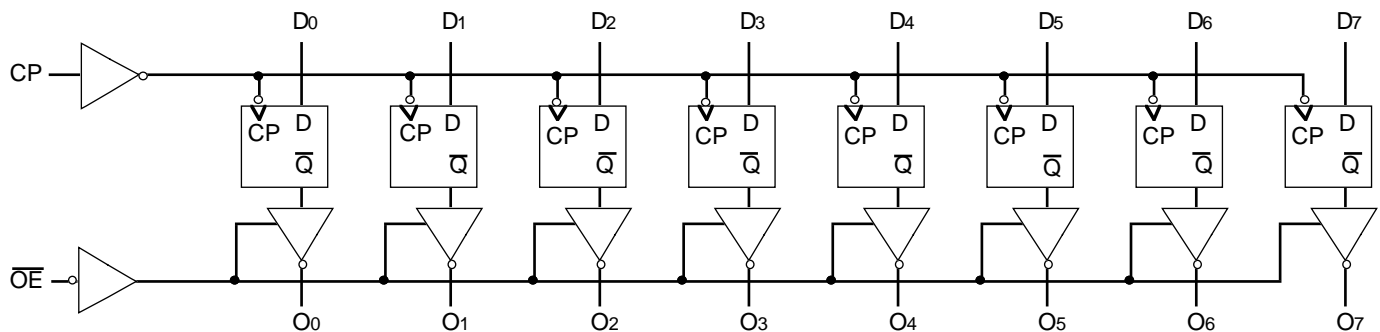 D0 D1 D2 D3 D4 D5 D6 D7
CP
CP D CP D CP D CP D CP D CP D CP D CP D
Q̅ Q̅ Q̅ Q̅ Q̅ Q̅ Q̅ Q̅
O̅E̅
O0 O1 O2 O3 O4 O5 O6 O7